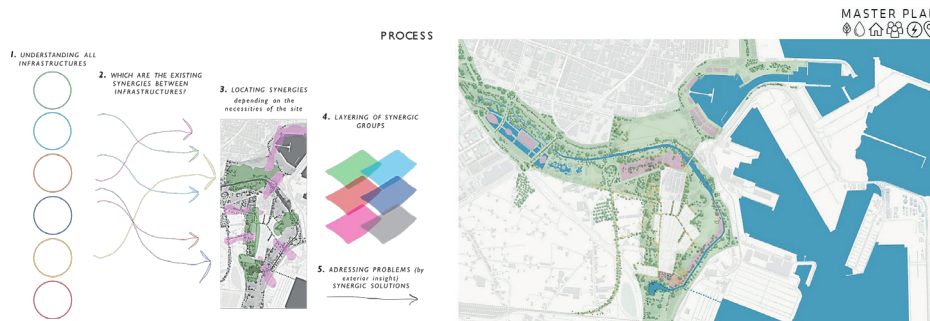 MASTER PLA
PROCESS
1. UNDERSTANDING ALL
INFRASTRUCTURES
2. WHICH ARE THE EXISTING
SYNERGIES BETWEEN
INFRASTRUCTURES?
3. LOCATING SYNERGIES
depending on the
necessities of the site
4. LAYERING OF SYNERGIC
GROUPS
5. ADRESSING PROBLEMS (by
exterior insight)
SYNERGIC SOLUTIONS